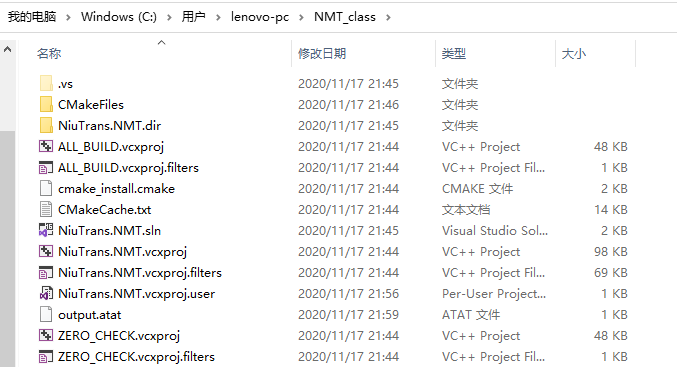 我的电脑 > Windows (C:) > 用户 > lenovo-pc > NMT_class >
名称 修改日期 类型 大小
.vs 2020/11/17 21:45 文件夹
CMakeFiles 2020/11/17 21:46 文件夹
NiuTrans.NMT.dir 2020/11/17 21:45 文件夹
ALL_BUILD.vcxproj 2020/11/17 21:44 VC++ Project 48 KB
ALL_BUILD.vcxproj.filters 2020/11/17 21:44 VC++ Project Fil... 1 KB
cmake_install.cmake 2020/11/17 21:44 CMAKE 文件 2 KB
CMakeCache.txt 2020/11/17 21:44 文本文档 14 KB
NiuTrans.NMT.sln 2020/11/17 21:45 Visual Studio Sol... 2 KB
NiuTrans.NMT.vcxproj 2020/11/17 21:44 VC++ Project 98 KB
NiuTrans.NMT.vcxproj.filters 2020/11/17 21:44 VC++ Project Fil... 69 KB
NiuTrans.NMT.vcxproj.user 2020/11/17 21:56 Per-User Project... 1 KB
output.atat 2020/11/17 21:59 ATAT 文件 1 KB
ZERO_CHECK.vcxproj 2020/11/17 21:44 VC++ Project 48 KB
ZERO_CHECK.vcxproj.filters 2020/11/17 21:44 VC++ Project Fil... 1 KB